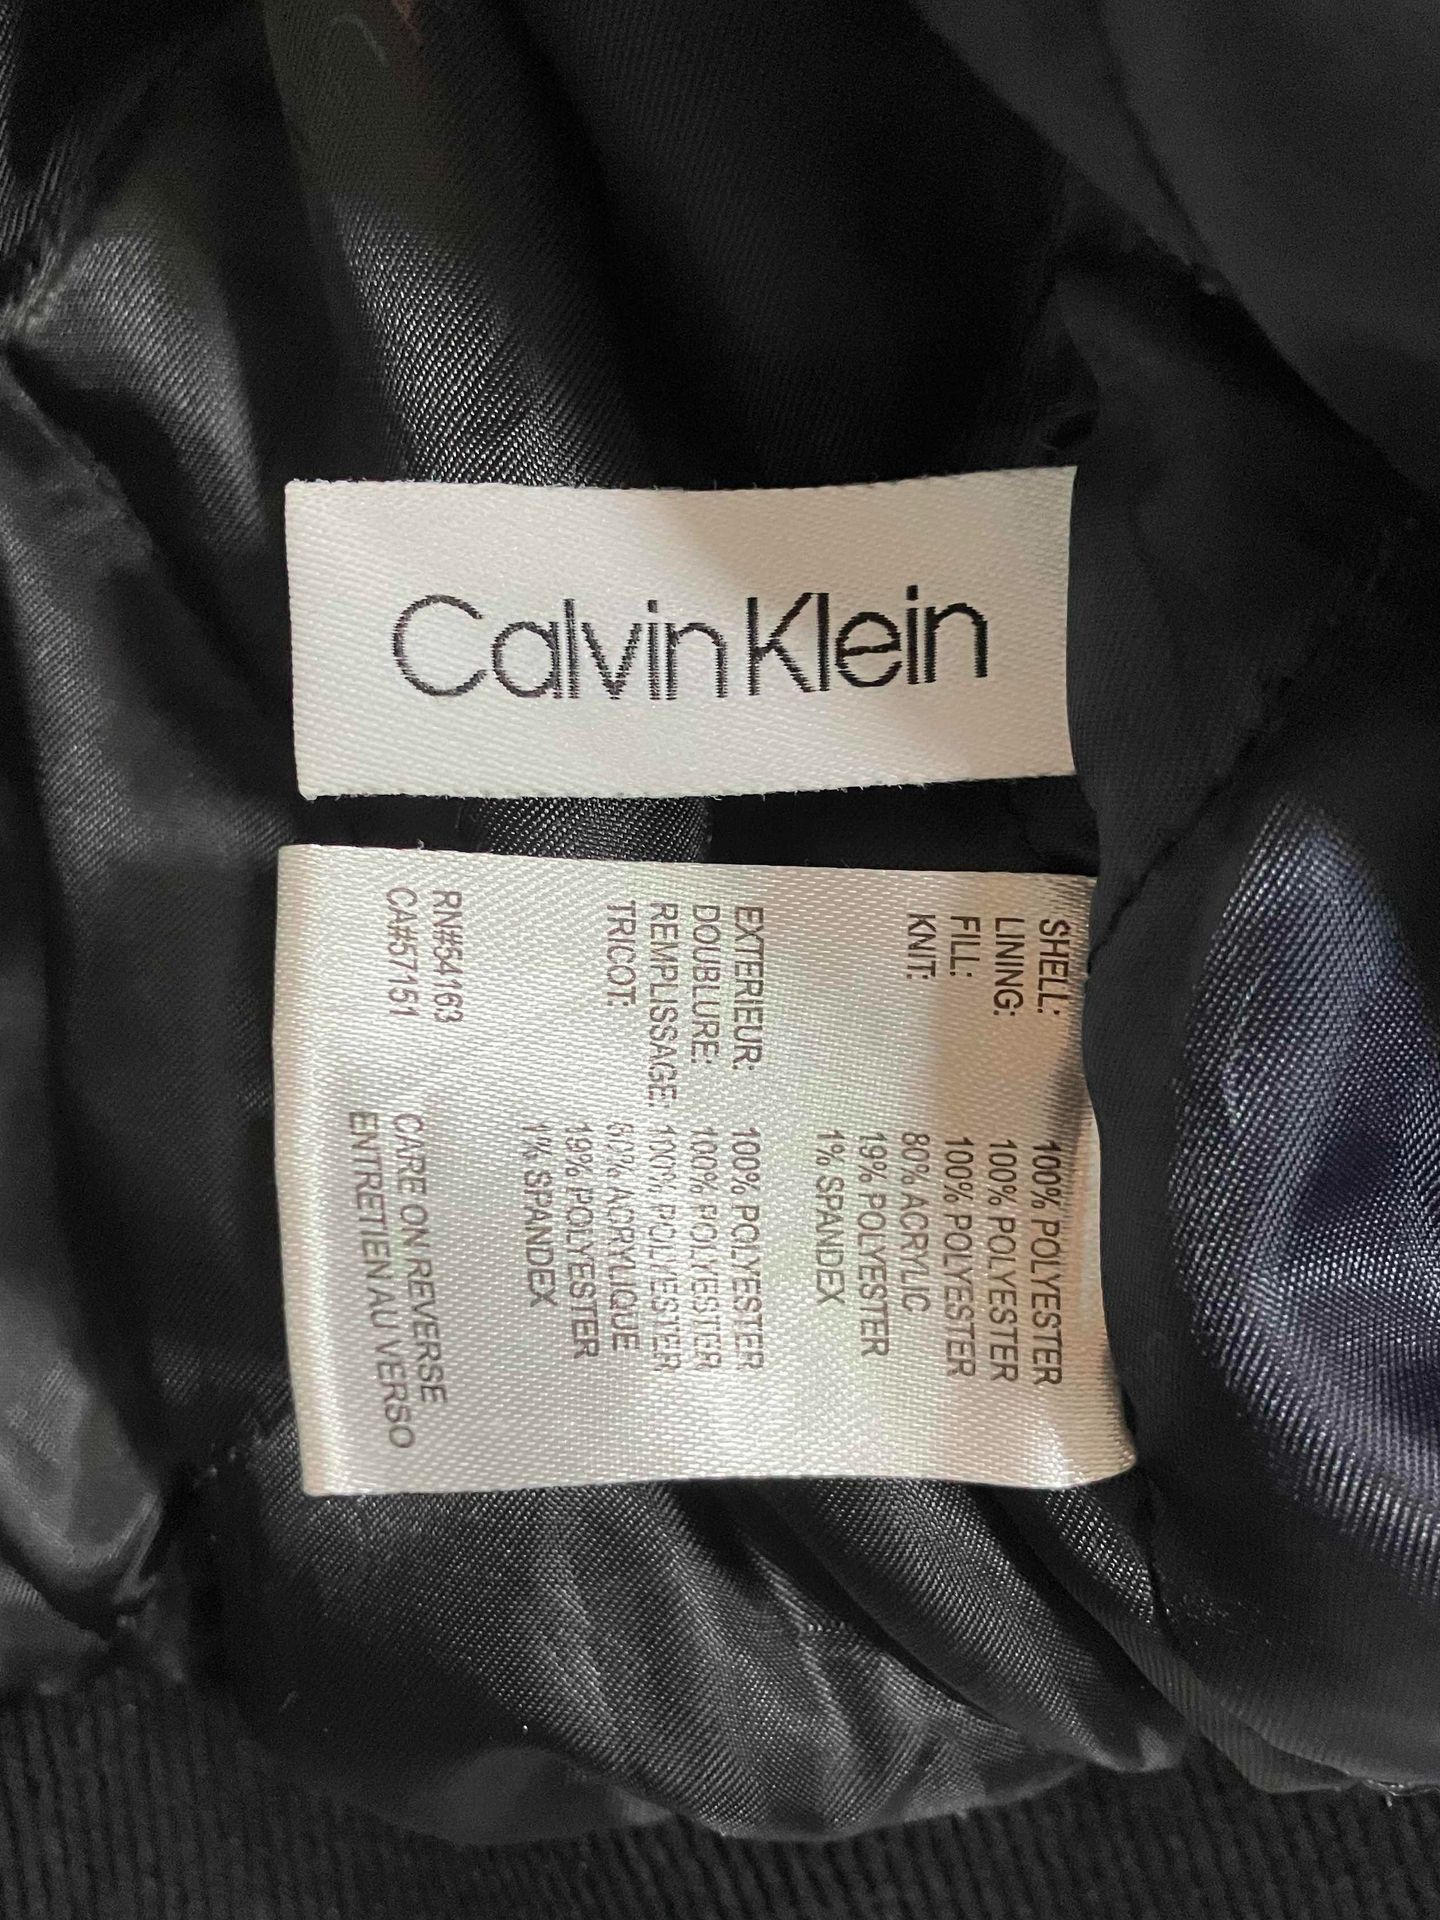 Calvin Klein
SHELL: 100% POLYESTER
LINING: 100% POLYESTER
FILL: 100% POLYESTER
KNIT: 80% ACRYLIC
19% POLYESTER
1% SPANDEX
EXTERIEUR: 100% POLYESTER
DOUBLURE: 100% POLYESTER
REMPLISSAGE: 100% POLYESTER
TRICOT: ACRYLIQUE
19% POLYESTER
1% SPANDEX
RN#54163 CARE ON REVERSE
CA#57151 ENTRETIEN AU VERSO